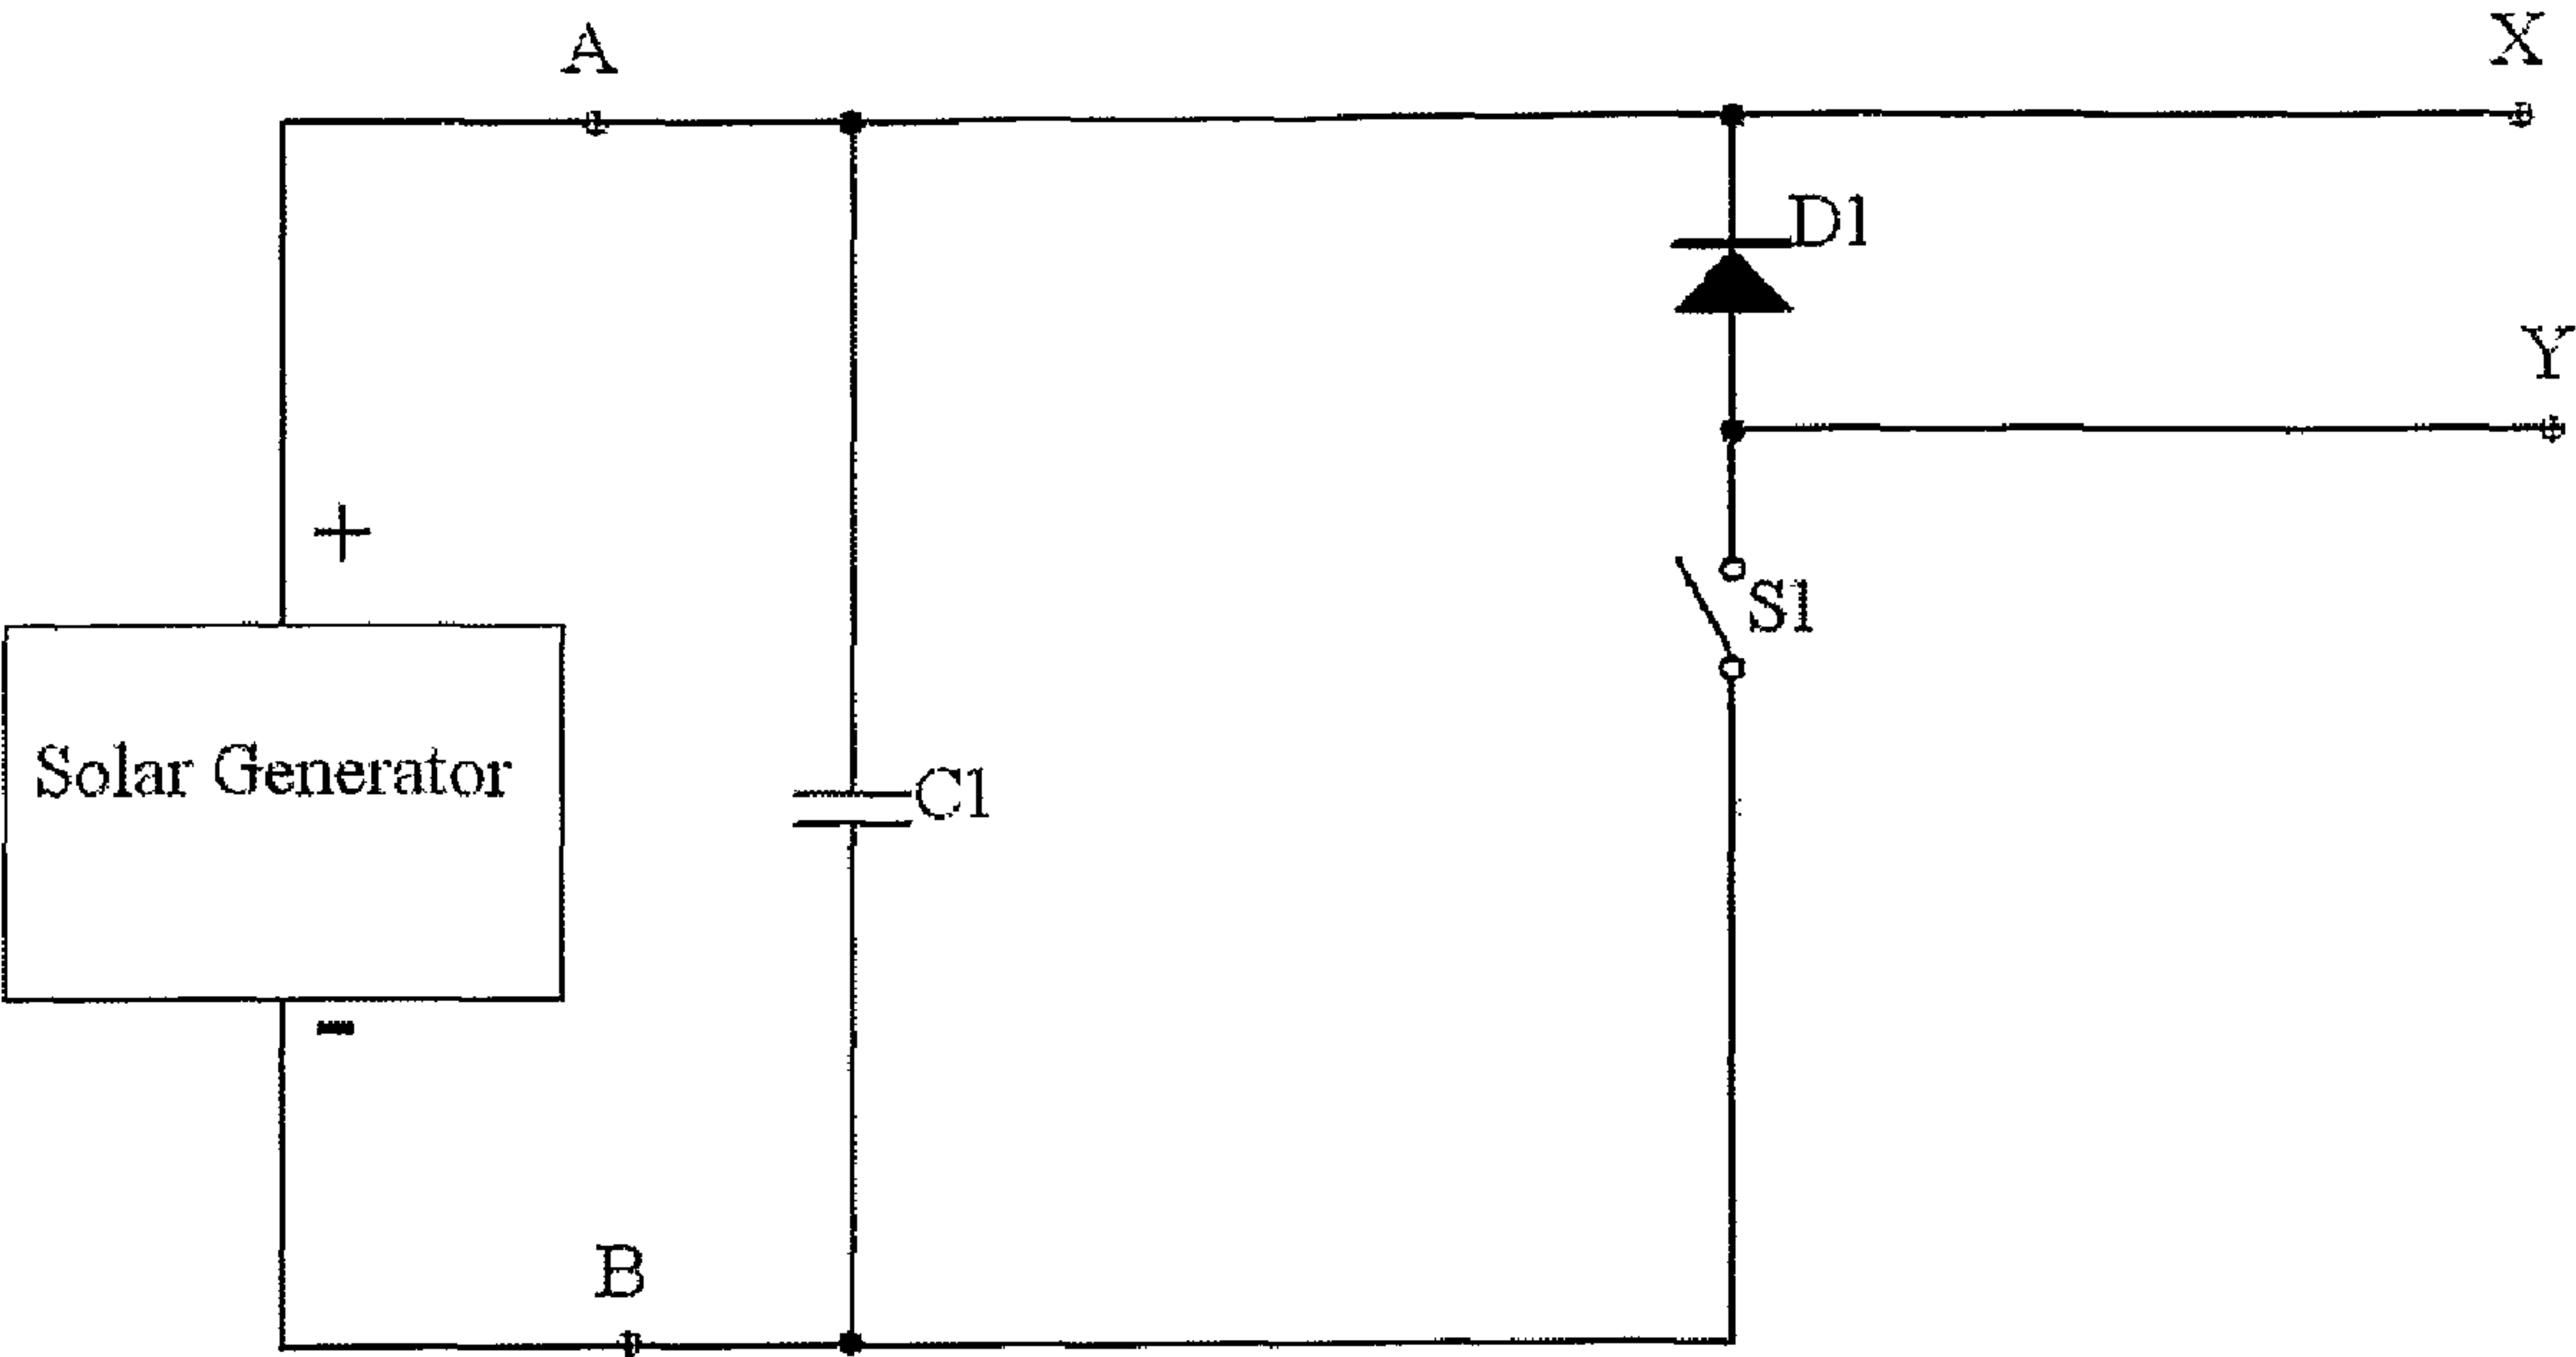 A
X
D1
Y
+
S1
Solar Generator
C1
-
B